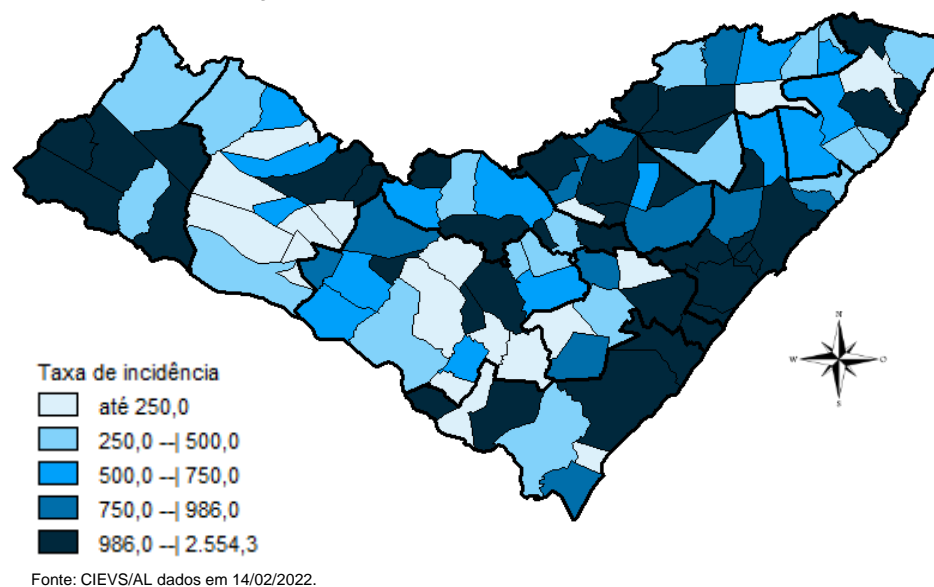 N
W
O
S
Taxa de incidência
até 250,0
250,0 --| 500,0
500,0 --| 750,0
750,0 --| 986,0
986,0 --| 2.554,3
Fonte: CIEVS/AL dados em 14/02/2022.